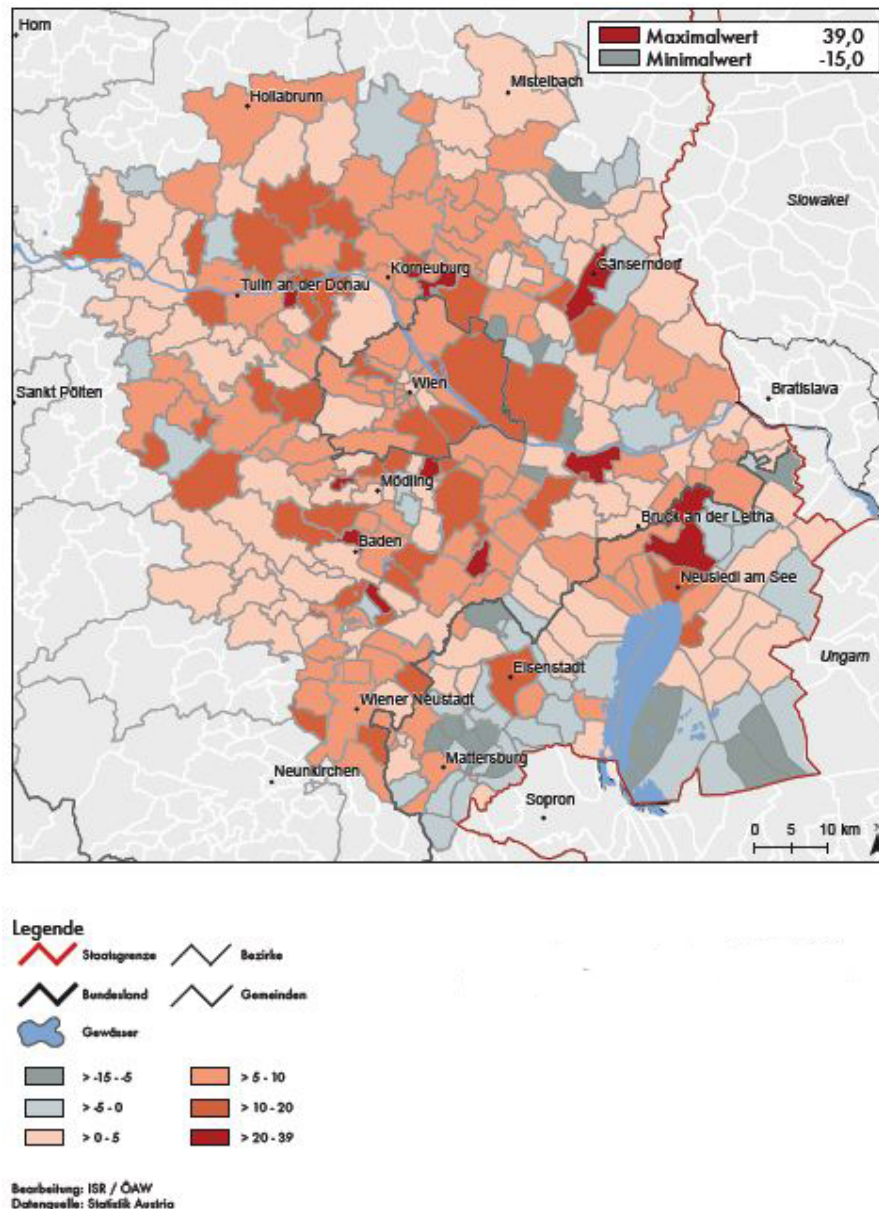 Maximalwert 39,0
Minimalwert -15,0
Horn
Mistelbach
Hollabrunn
Slowakei
Gänserndorf
Korneuburg
Tulln an der Donau
Sankt Pölten
Wien
Bratislava
Mödling
Bruck an der Leitha
Baden
Neusiedl am See
Ungarn
Eisenstadt
Wiener Neustadt
Mattersburg
Neunkirchen
Sopron
0 5 10 km
Legende
Staatsgrenze Bezirke
Bundesland Gemeinden
Gewässer
> -15 - -5 > 5 - 10
> -5 - 0 > 10 - 20
> 0 - 5 > 20 - 39
Bearbeitung: ISR / ÖAW
Datenquelle: Statistik Austria